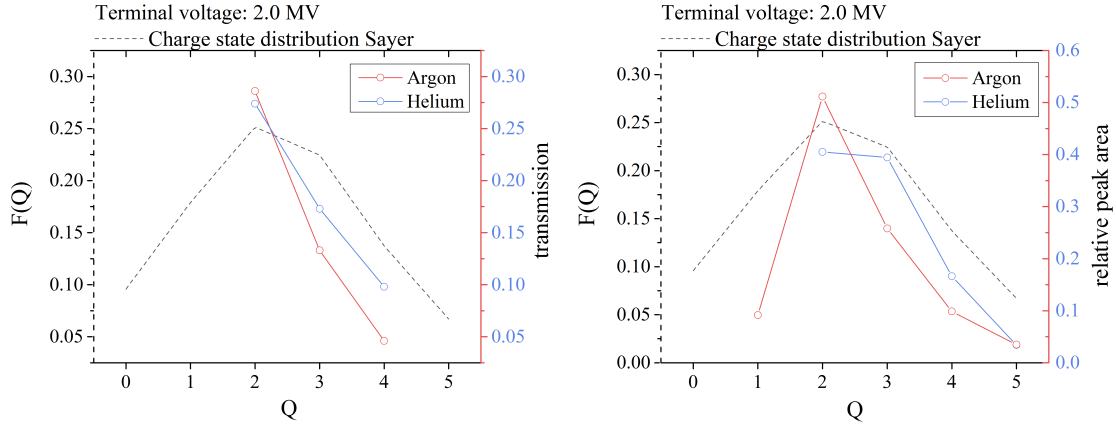 Terminal voltage: 2.0 MV
Charge state distribution Sayer
Argon
Helium
F(Q)
0.30
0.25
0.20
0.15
0.10
0.05
0.30
0.25
0.20
0.15
0.10
0.05
transmission
0 1 2 3 4 5
Q
Terminal voltage: 2.0 MV
Charge state distribution Sayer
Argon
Helium
F(Q)
0.30
0.25
0.20
0.15
0.10
0.05
0.00
0.6
0.5
0.4
0.3
0.2
0.1
0.0
relative peak area
0 1 2 3 4 5
Q